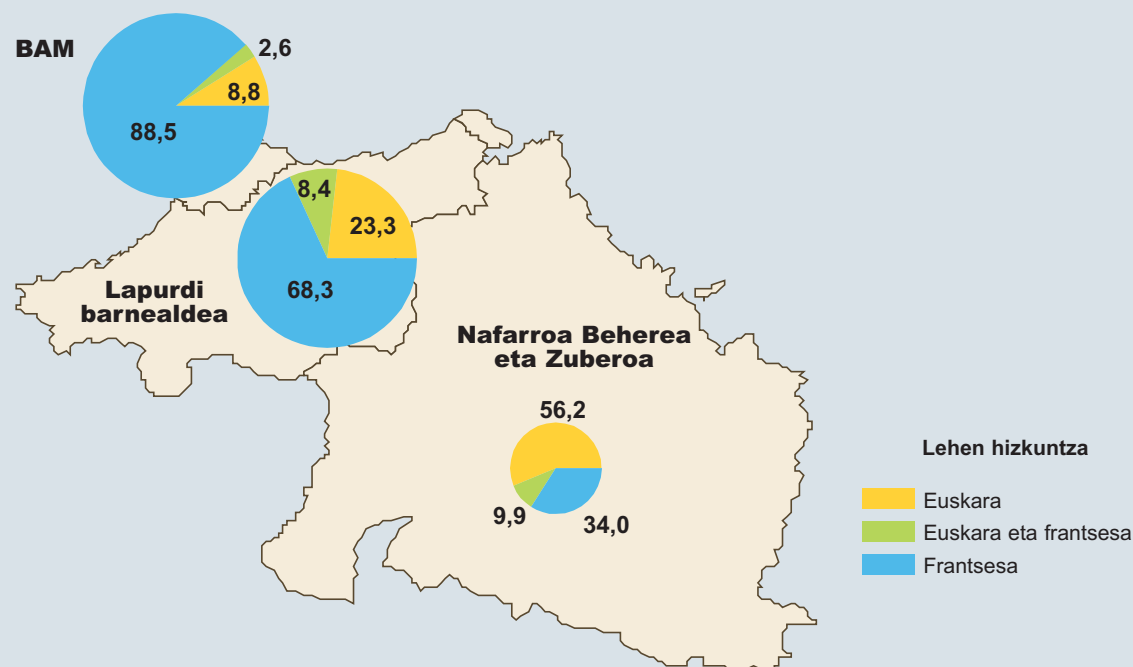 BAM
2,6
8,8
88,5
8,4
23,3
68,3
Lapurdi
barnealdea
Nafarroa Beherea
eta Zuberoa
56,2
9,9
34,0
Lehen hizkuntza
Euskara
Euskara eta frantsesa
Frantsesa